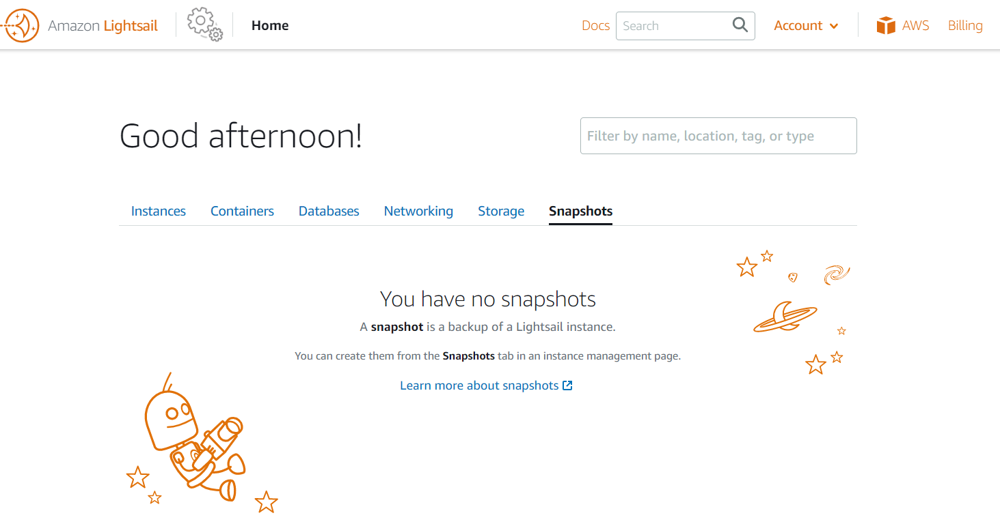 Amazon Lightsail
Home
Docs
Search
Account
AWS
Billing
Good afternoon!
Filter by name, location, tag, or type
Instances
Containers
Databases
Networking
Storage
Snapshots
You have no snapshots
A snapshot is a backup of a Lightsail instance.
You can create them from the Snapshots tab in an instance management page.
Learn more about snapshots